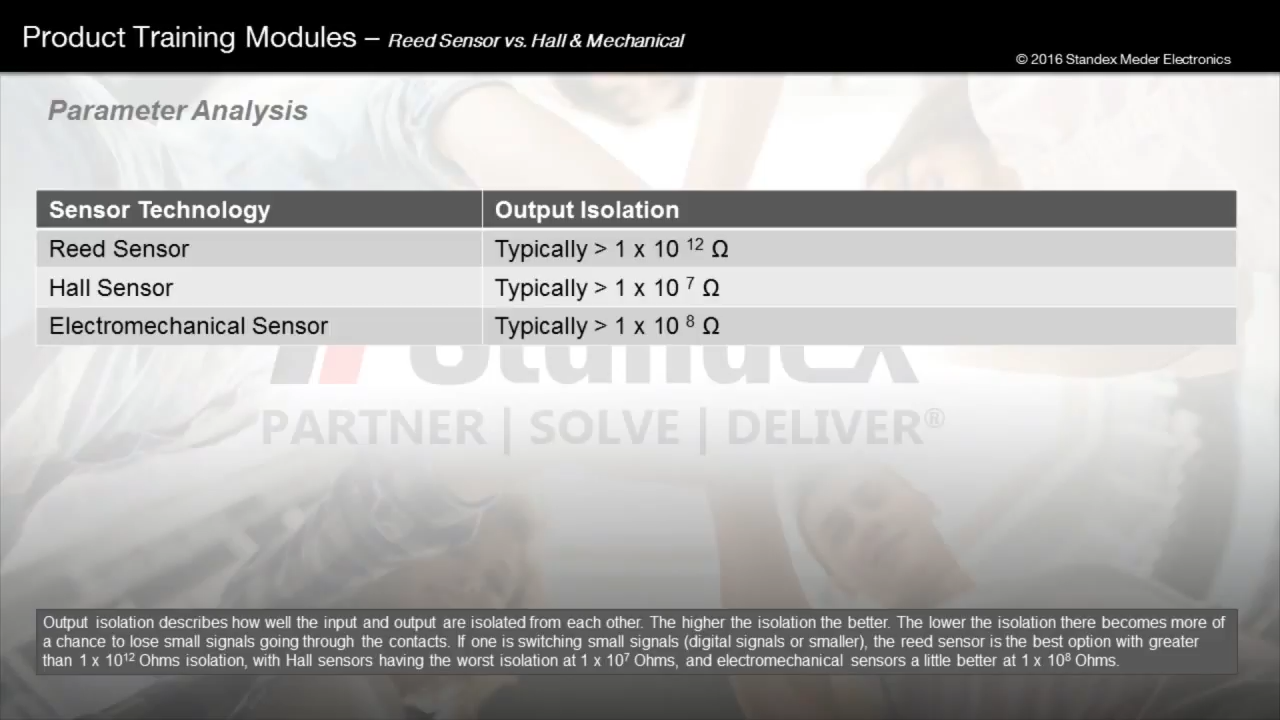 Product Training Modules – Reed Sensor vs. Hall & Mechanical
© 2016 Standex Meder Electronics
Parameter Analysis
Sensor Technology Output Isolation
Reed Sensor Typically > 1 x 10 ¹² Ω
Hall Sensor Typically > 1 x 10 ⁷ Ω
Electromechanical Sensor Typically > 1 x 10 ⁸ Ω
Standex
PARTNER | SOLVE | DELIVER®
Output isolation describes how well the input and output are isolated from each other. The higher the isolation the better. The lower the isolation there becomes more of
a chance to lose small signals going through the contacts. If one is switching small signals (digital signals or smaller), the reed sensor is the best option with greater
than 1 x 10¹² Ohms isolation, with Hall sensors having the worst isolation at 1 x 10⁷ Ohms, and electromechanical sensors a little better at 1 x 10⁸ Ohms.